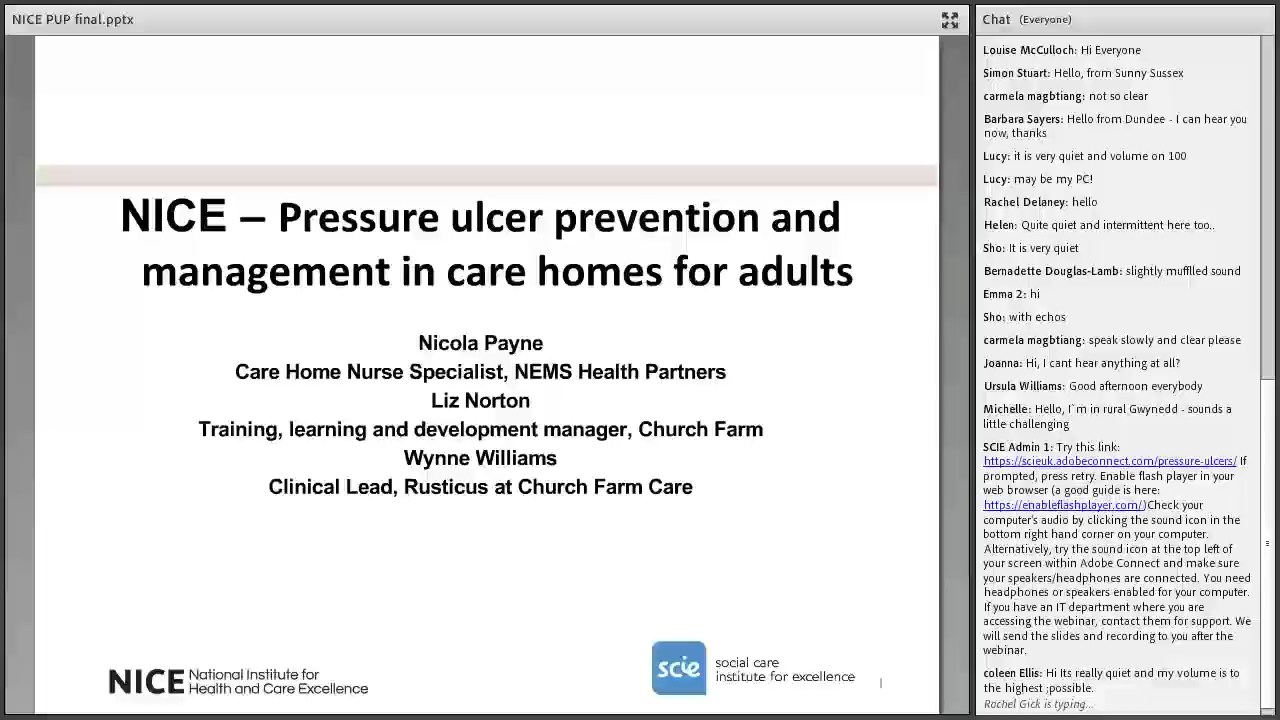 NICE PUP final.pptx
NICE – Pressure ulcer prevention and
management in care homes for adults
Nicola Payne
Care Home Nurse Specialist, NEMS Health Partners
Liz Norton
Training, learning and development manager, Church Farm
Wynne Williams
Clinical Lead, Rusticus at Church Farm Care
NICE National Institute for
Health and Care Excellence
scie social care
institute for excellence
Chat (Everyone)
Louise McCulloch: Hi Everyone
Simon Stuart: Hello, from Sunny Sussex
carmela magbtiang: not so clear
Barbara Sayers: Hello from Dundee - I can hear you
now, thanks
Lucy: it is very quiet and volume on 100
Lucy: may be my PC!
Rachel Delaney: hello
Helen: Quite quiet and intermittent here too..
Sho: It is very quiet
Bernadette Douglas-Lamb: slightly muffliled sound
Emma 2: hi
Sho: with echos
carmela magbtiang: speak slowly and clear please
Joanna: Hi, I cant hear anything at all?
Ursula Williams: Good afternoon everybody
Michelle: Hello, I`m in rural Gwynedd - sounds a
little challenging
SCIE Admin 1: Try this link:
https://scieuk.adobeconnect.com/pressure-ulcers/ If
prompted, press retry. Enable flash player in your
web browser (a good guide is here:
https://enableflashplayer.com/)Check your
computer's audio by clicking the sound icon in the
bottom right hand corner on your computer.
Alternatively, try the sound icon at the top left of
your screen within Adobe Connect and make sure
your speakers/headphones are connected. You need
headphones or speakers enabled for your computer.
If you have an IT department where you are
accessing the webinar, contact them for support. We
will send the slides and recording to you after the
webinar.
coleen Ellis: Hi Its really quiet and my volume is to
the highest ;possible.
Rachel Gick is typing...